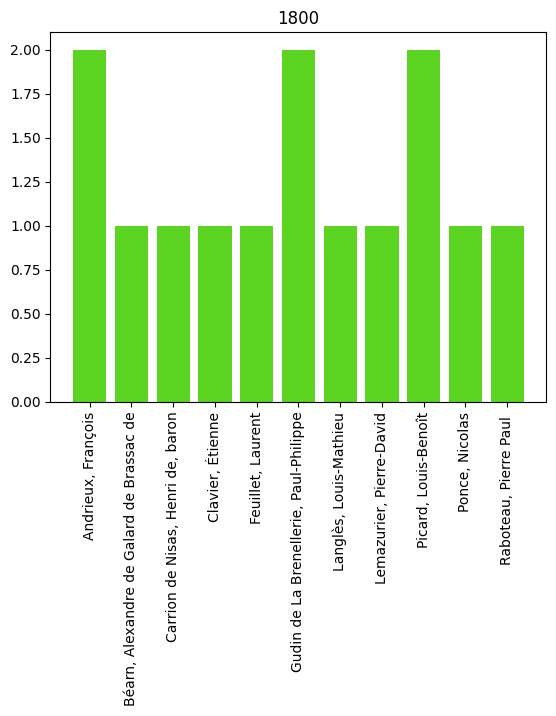 1800
2.00
1.75
1.50
1.25
1.00
0.75
0.50
0.25
0.00
Andrieux, François
Béarn, Alexandre de Galard de Brassac de
Carrion de Nisas, Henri de, baron
Clavier, Étienne
Feuillet, Laurent
Gudin de La Brenellerie, Paul-Philippe
Langlès, Louis-Mathieu
Lemazurier, Pierre-David
Picard, Louis-Benoît
Ponce, Nicolas
Raboteau, Pierre Paul